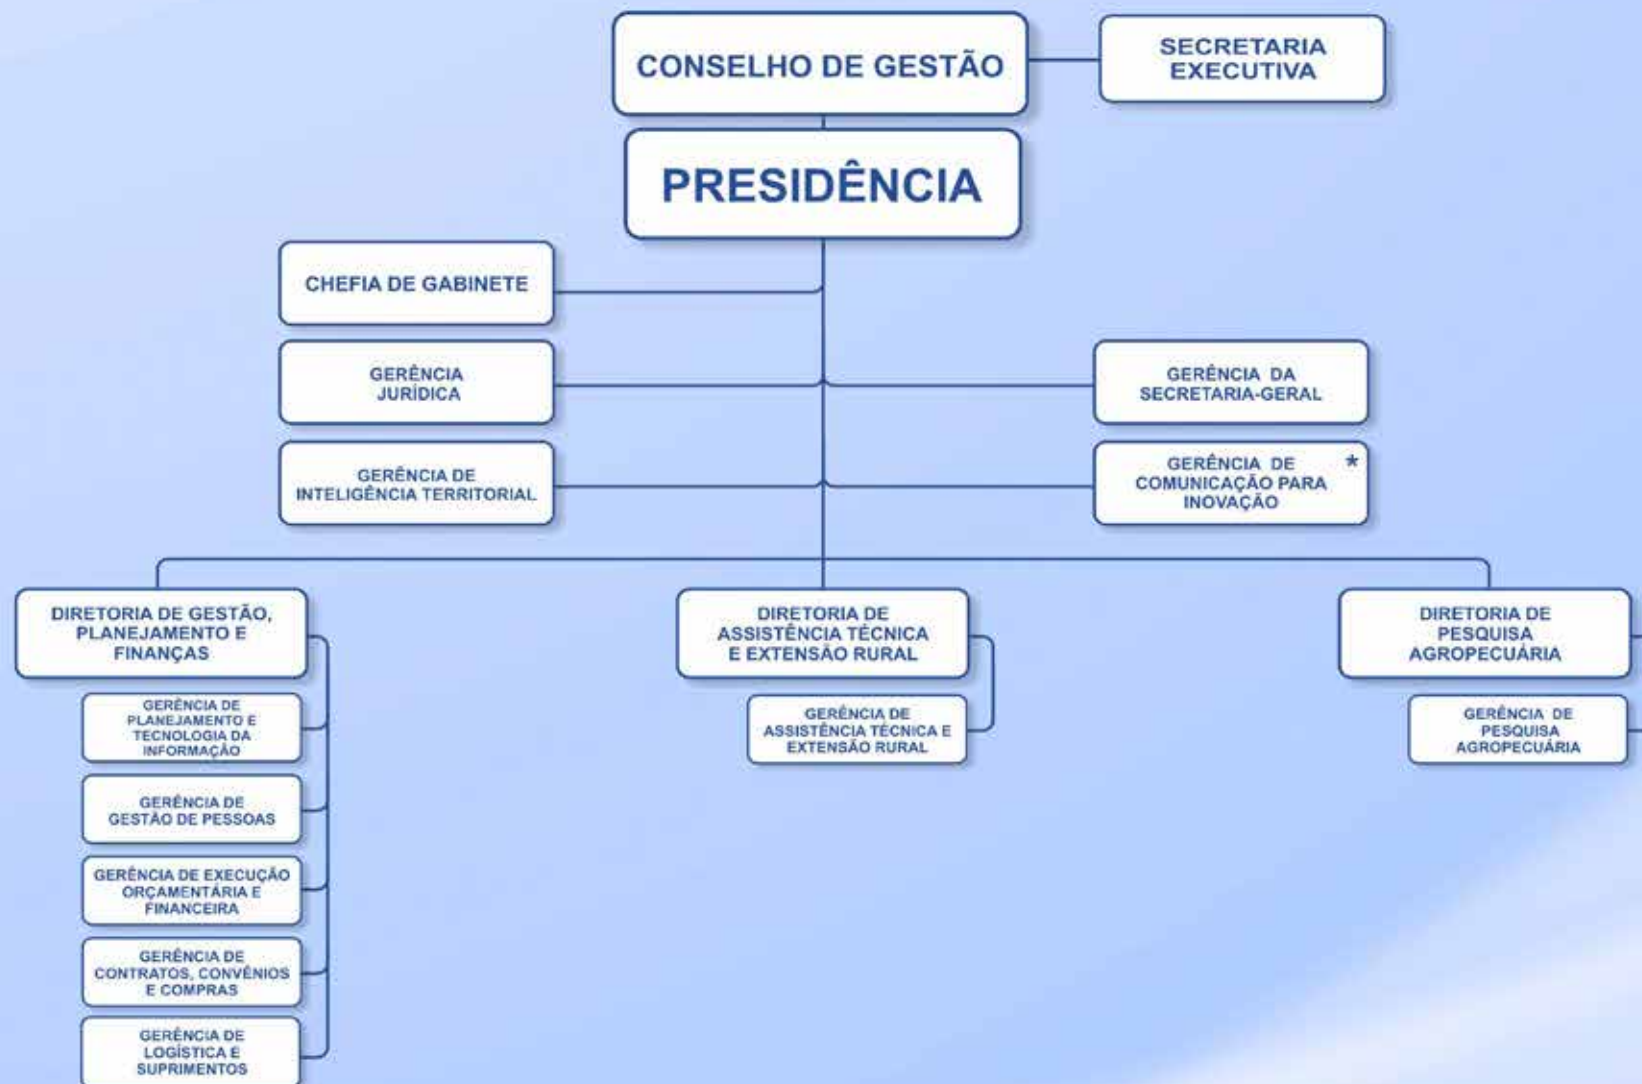 CONSELHO DE GESTÃO
SECRETARIA
EXECUTIVA
PRESIDÊNCIA
CHEFIA DE GABINETE
GERÊNCIA
JURÍDICA
GERÊNCIA DA
SECRETARIA-GERAL
GERÊNCIA DE
INTELIGÊNCIA TERRITORIAL
GERÊNCIA DE *
COMUNICAÇÃO PARA
INOVAÇÃO
DIRETORIA DE GESTÃO,
PLANEJAMENTO E
FINANÇAS
GERÊNCIA DE
PLANEJAMENTO E
TECNOLOGIA DA
INFORMAÇÃO
GERÊNCIA DE
GESTÃO DE PESSOAS
GERÊNCIA DE EXECUÇÃO
ORÇAMENTÁRIA E
FINANCEIRA
GERÊNCIA DE
CONTRATOS, CONVÊNIOS
E COMPRAS
GERÊNCIA DE
LOGÍSTICA E
SUPRIMENTOS
DIRETORIA DE
ASSISTÊNCIA TÉCNICA
E EXTENSÃO RURAL
GERÊNCIA DE
ASSISTÊNCIA TÉCNICA E
EXTENSÃO RURAL
DIRETORIA DE
PESQUISA
AGROPECUÁRIA
GERÊNCIA DE
PESQUISA
AGROPECUÁRIA